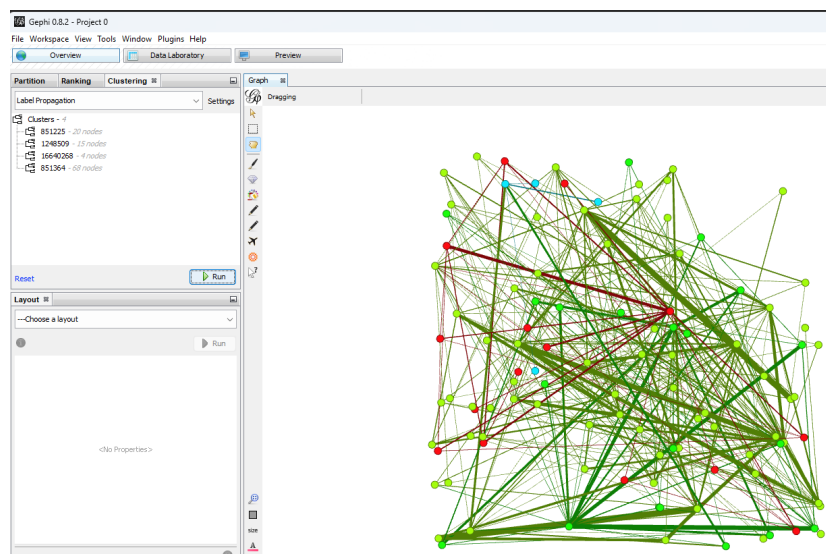 Gephi 0.8.2 - Project 0
File Workspace View Tools Window Plugins Help
Overview Data Laboratory Preview
Partition Ranking Clustering Graph
Label Propagation Settings Dragging
Clusters - 4
851225 - 20 nodes
1248509 - 15 nodes
16640268 - 4 nodes
851364 - 68 nodes
Reset Run
Layout
---Choose a layout
Run
<No Properties>
SIZE
A